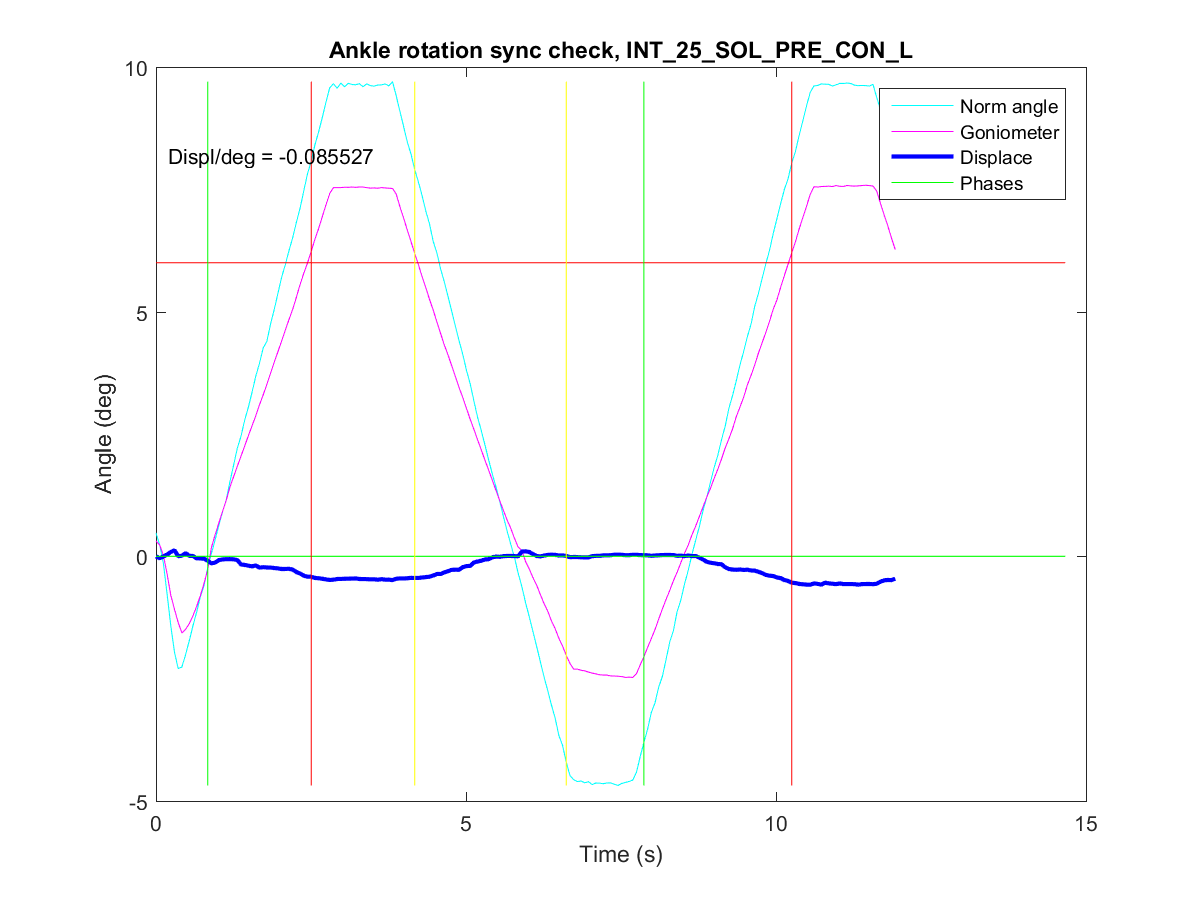 Ankle rotation sync check, INT_25_SOL_PRE_CON_L
10
Norm angle
Goniometer
Displace
Phases
Displ/deg = -0.085527
5
Angle (deg)
0
-5
0
5
10
15
Time (s)